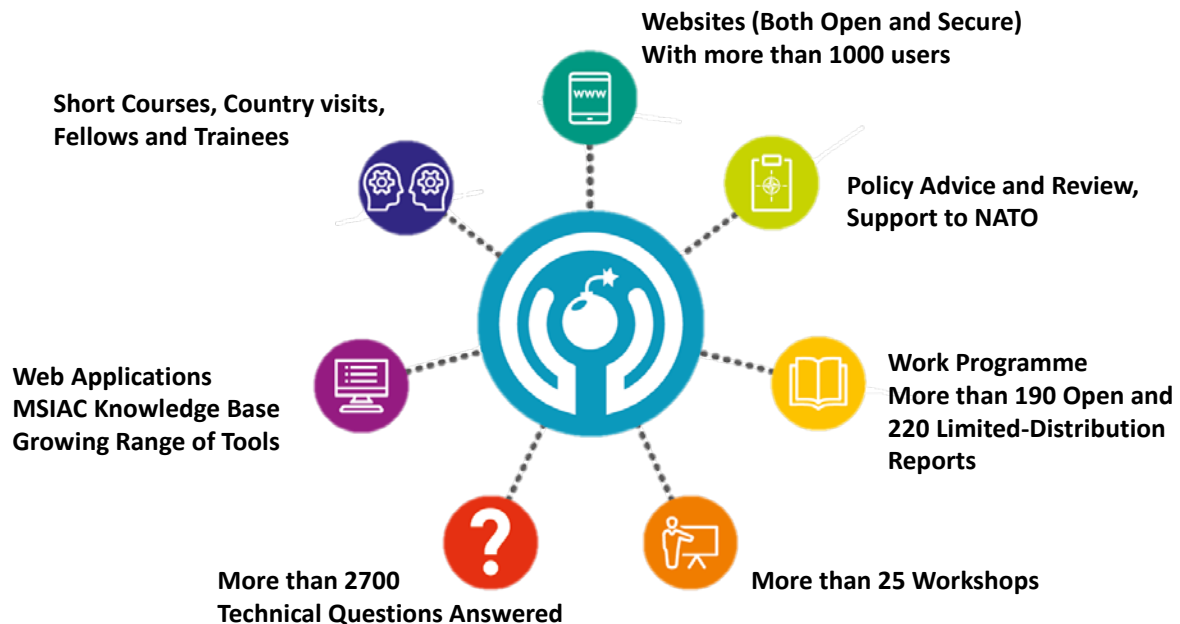 Websites (Both Open and Secure)
With more than 1000 users
www
Short Courses, Country visits,
Fellows and Trainees
Policy Advice and Review,
Support to NATO
Web Applications
MSIAC Knowledge Base
Growing Range of Tools
Work Programme
More than 190 Open and
220 Limited-Distribution
Reports
?
More than 2700
Technical Questions Answered
More than 25 Workshops